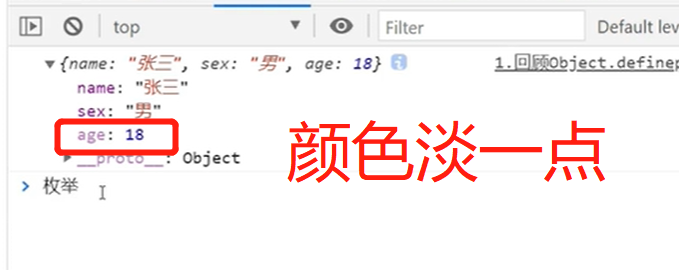 top Filter Default lev
▼{name: "张三", sex: "男", age: 18} i 1.回顾Object.definep
name: "张三"
sex: "男"
age: 18
▶__proto__: Object
颜色淡一点
> 枚举